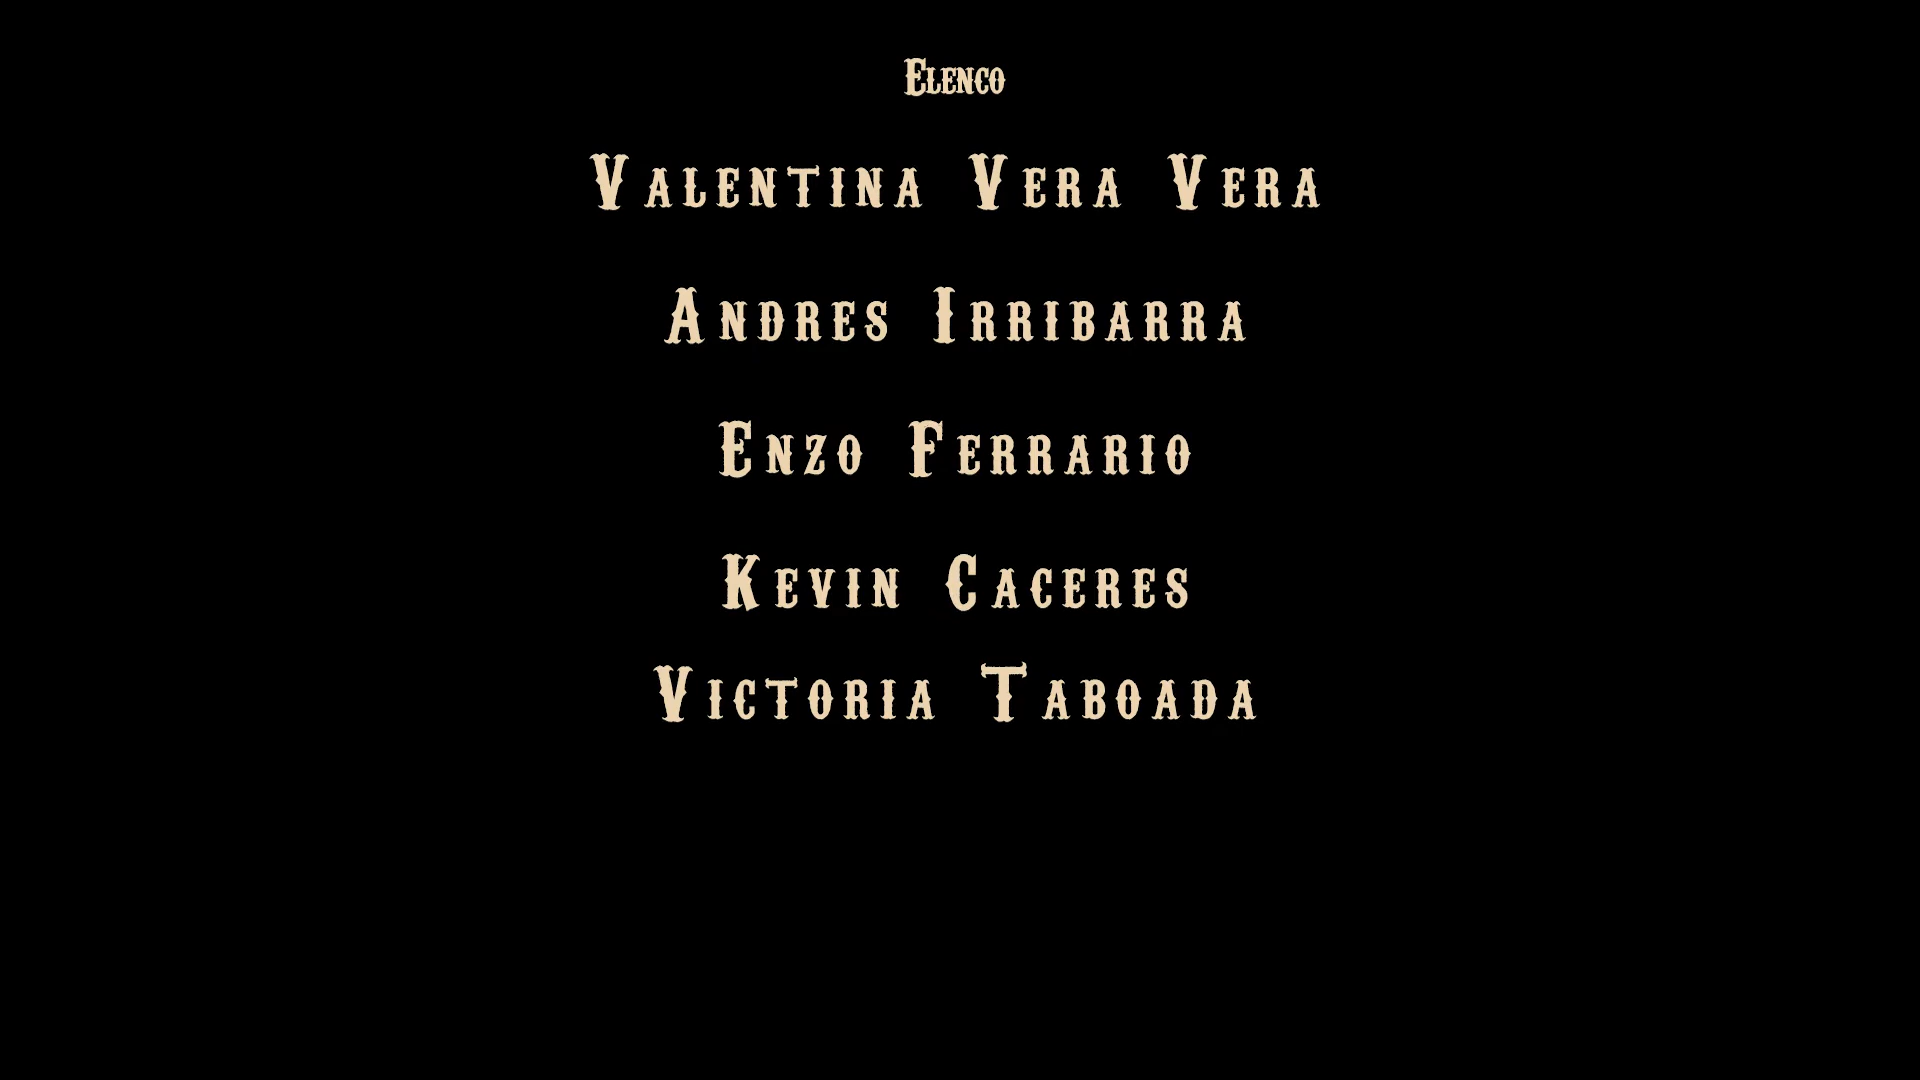 Elenco
Valentina Vera Vera
Andres Irribarra
Enzo Ferrario
Kevin Caceres
Victoria Taboada